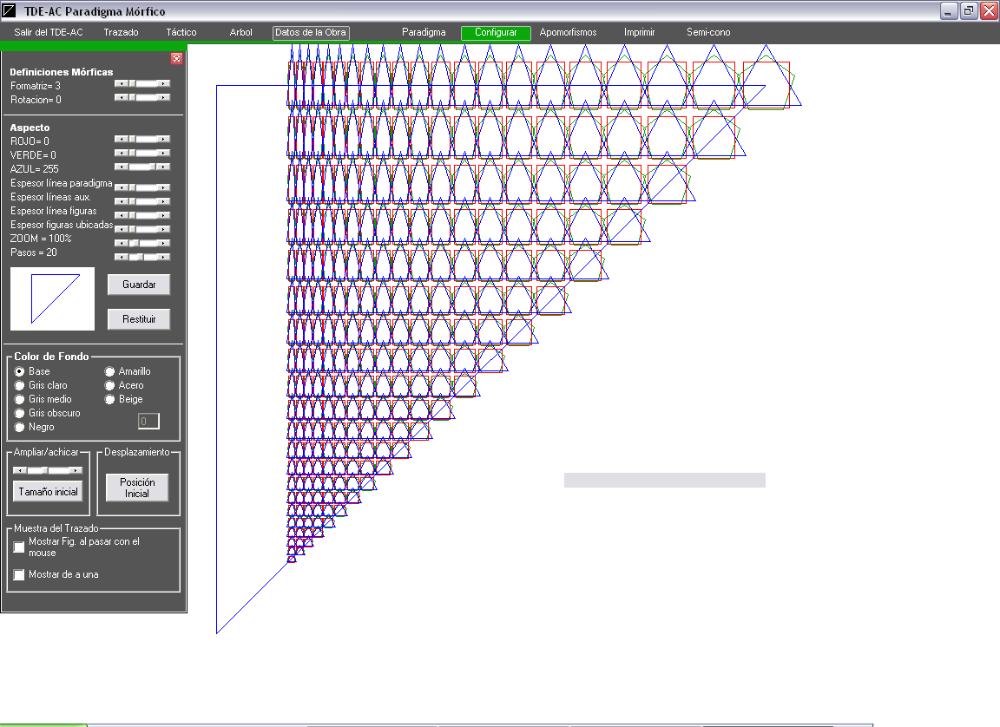 TDE-AC Paradigma Mórfico
Salir del TDE-AC Trazado Táctico Arbol Datos de la Obra Paradigma Configurar Apomorfismos Imprimir Semi-cono
Definiciones Mórficas
Formatriz= 3
Rotacion= 0
Aspecto
ROJO= 0
VERDE= 0
AZUL= 255
Espesor línea paradigma
Espesor líneas aux.
Espesor línea figuras
Espesor figuras ubicadas
ZOOM = 100%
Pasos = 20
Guardar
Restituir
Color de Fondo
Base Amarillo
Gris claro Acero
Gris medio Beige
Gris obscuro
Negro 0
Ampliar/achicar Desplazamiento
Tamaño inicial
Posición
Inicial
Muestra del Trazado
Mostrar Fig. al pasar con el
mouse
Mostrar de a una